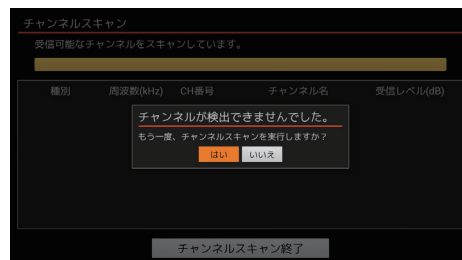 チャンネルスキャン
受信可能なチャンネルをスキャンしています。
種別 周波数(kHz) CH番号 チャンネル名 受信レベル(dB)
チャンネルが検出できませんでした。
もう一度、チャンネルスキャンを実行しますか？
はい いいえ
チャンネルスキャン終了